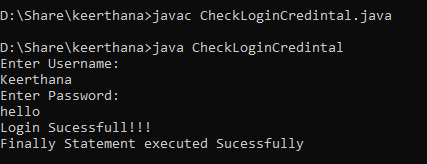 D:\Share\keerthana>javac CheckLoginCredintal.java
D:\Share\keerthana>java CheckLoginCredintal
Enter Username:
Keerthana
Enter Password:
hello
Login Sucessfull!!!
Finally Statement executed Sucessfully